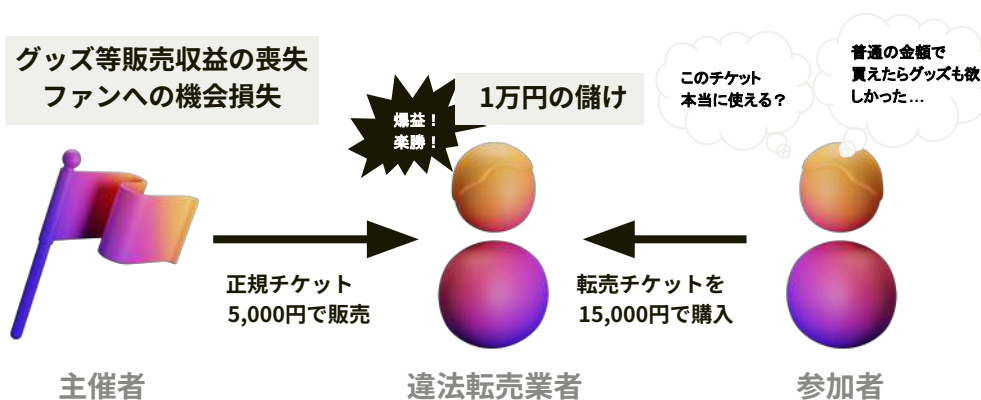 グッズ等販売収益の喪失
ファンへの機会損失
爆益！
楽勝！
1万円の儲け
このチケット
本当に使える？
普通の金額で
買えたらグッズも欲
しかった…
正規チケット
5,000円で販売
転売チケットを
15,000円で購入
主催者
違法転売業者
参加者